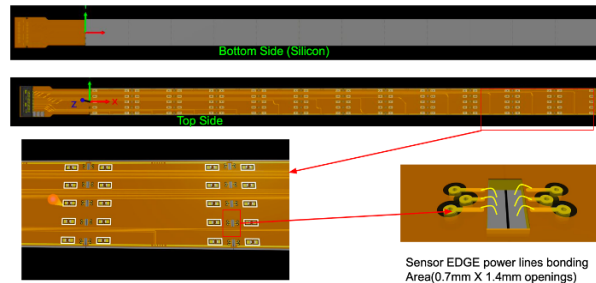 Bottom Side (Silicon)
Z
X
Top Side
Sensor EDGE power lines bonding
Area(0.7mm X 1.4mm openings)